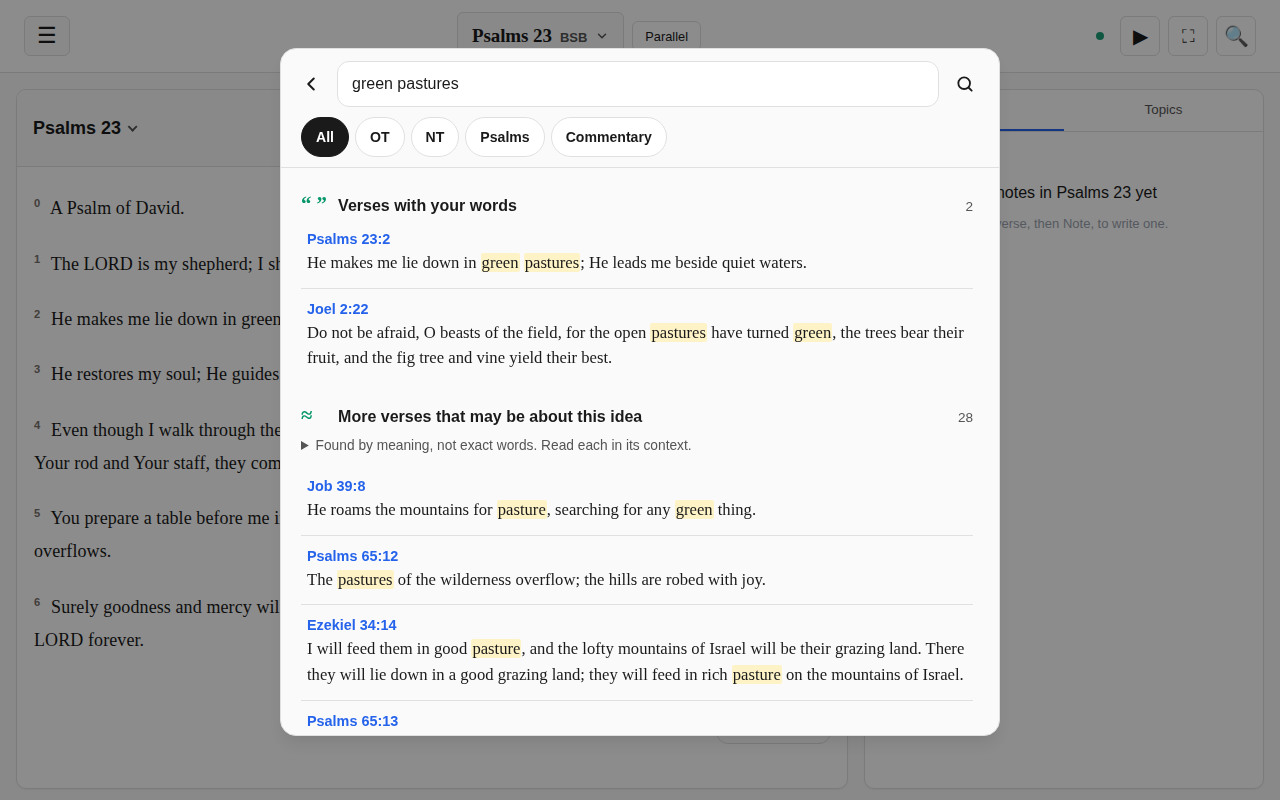 Psalms 23 BSB
Parallel
green pastures
All
OT
NT
Psalms
Commentary
“ ” Verses with your words 2
Psalms 23:2
He makes me lie down in green pastures; He leads me beside quiet waters.
Joel 2:22
Do not be afraid, O beasts of the field, for the open pastures have turned green, the trees bear their
fruit, and the fig tree and vine yield their best.
≈ More verses that may be about this idea 28
Found by meaning, not exact words. Read each in its context.
Job 39:8
He roams the mountains for pasture, searching for any green thing.
Psalms 65:12
The pastures of the wilderness overflow; the hills are robed with joy.
Ezekiel 34:14
I will feed them in good pasture, and the lofty mountains of Israel will be their grazing land. There
they will lie down in a good grazing land; they will feed in rich pasture on the mountains of Israel.
Psalms 65:13
Psalms 23
0 A Psalm of David.
1 The LORD is my shepherd; I
2 He makes me lie down in green
3 He restores my soul; He guides
4 Even though I walk through the
Your rod and Your staff, they
5 You prepare a table before me
overflows.
6 Surely goodness and mercy
LORD forever.
Topics
notes in Psalms 23 yet
verse, then Note, to write one.